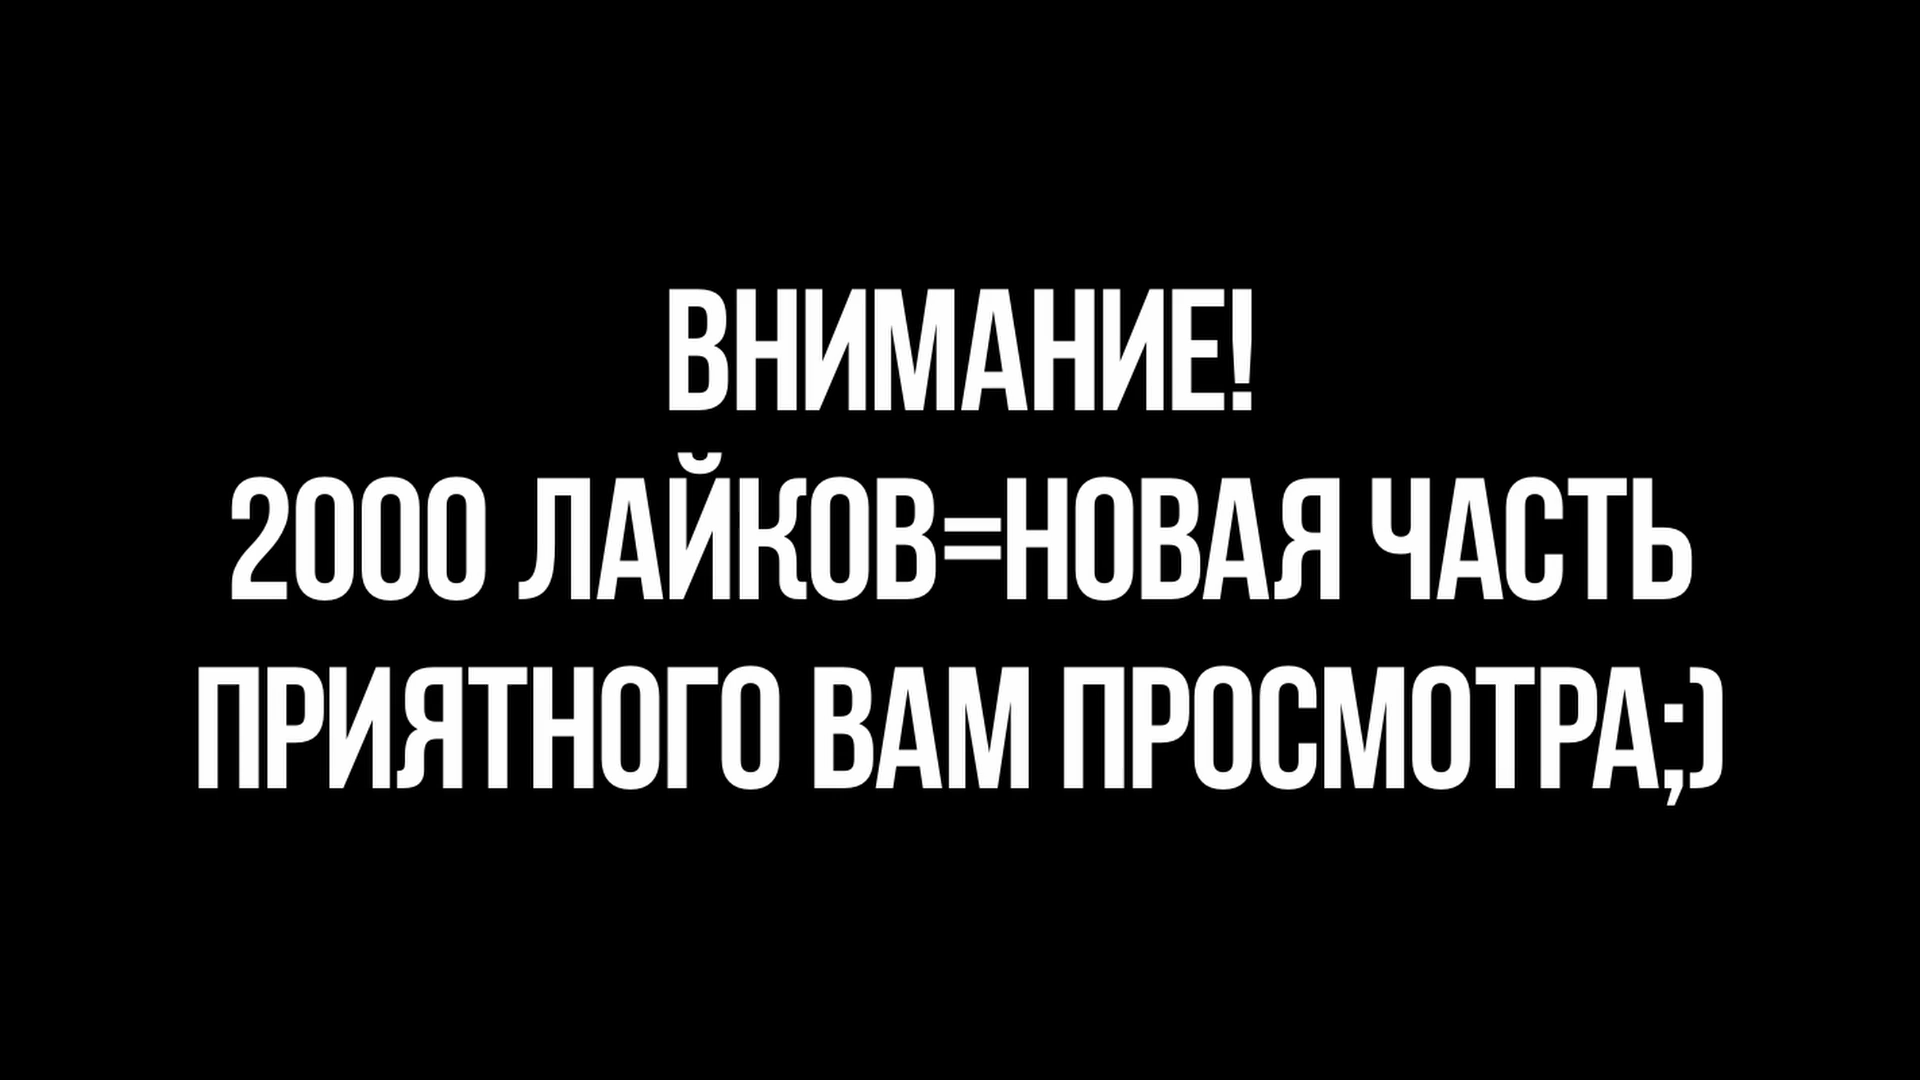 ВНИМАНИЕ!
2000 ЛАЙКОВ=НОВАЯ ЧАСТЬ
ПРИЯТНОГО ВАМ ПРОСМОТРА;)